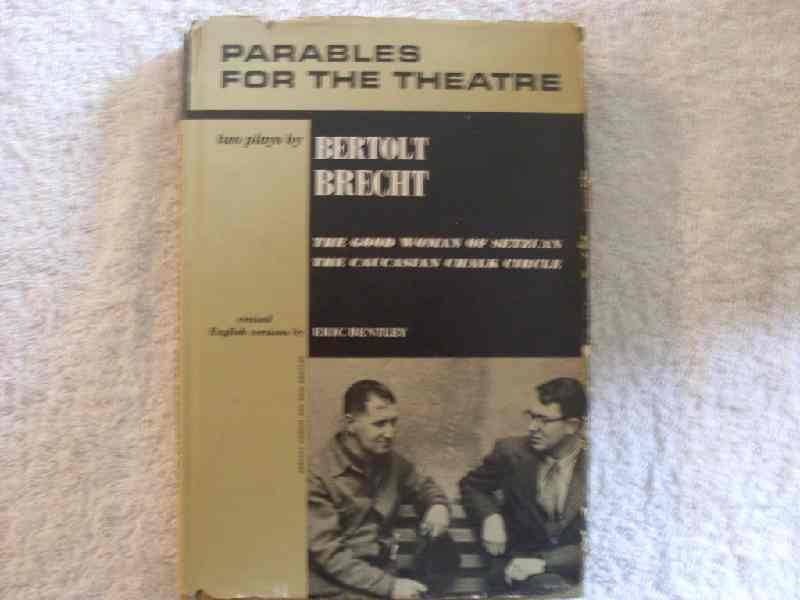 PARABLES
FOR THE THEATRE
two plays by
BERTOLT
BRECHT
THE GOOD WOMAN OF SETZUAN
THE CAUCASIAN CHALK CIRCLE
revised
English versions by
ERIC BENTLEY